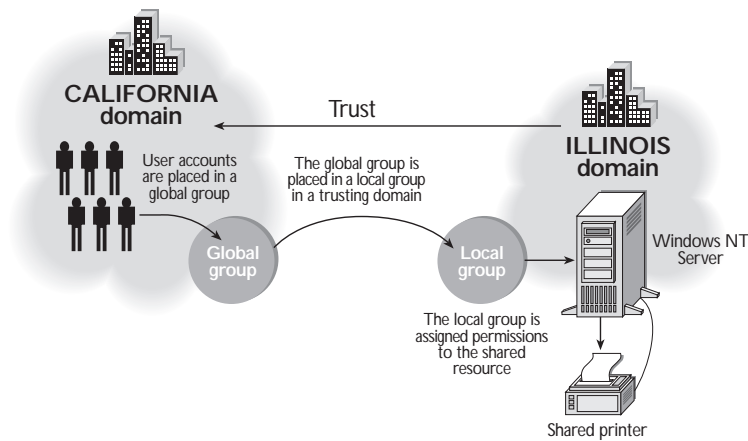 CALIFORNIA
domain
Trust
ILLINOIS
domain
User accounts
are placed in a
global group
The global group is
placed in a local group
in a trusting domain
Global
group
Local
group
Windows NT
Server
The local group is
assigned permissions
to the shared
resource
Shared printer